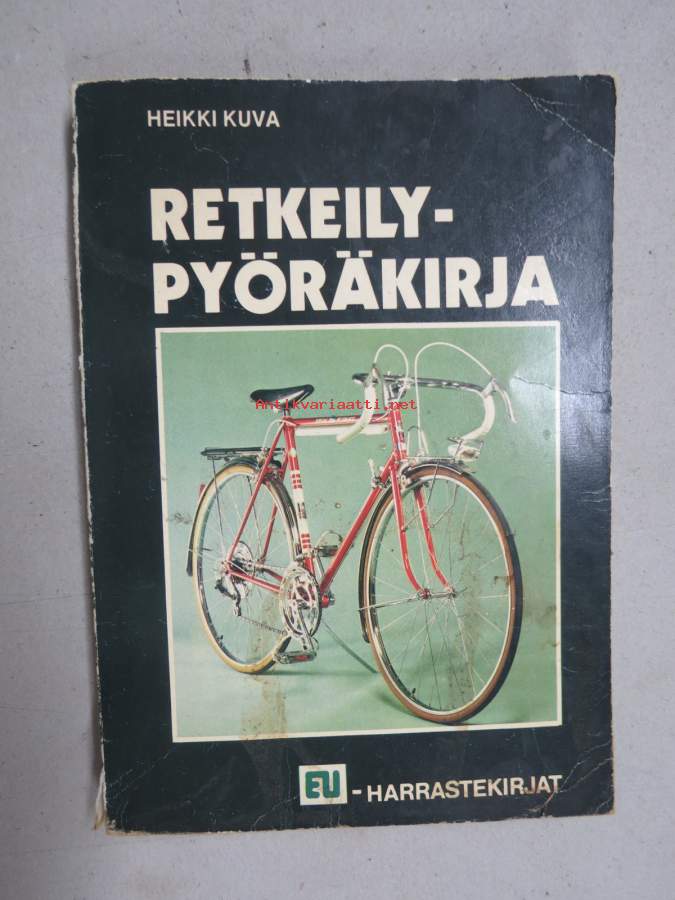 HEIKKI KUVA
RETKEILY-
PYÖRÄKIRJA
Antikvariaatti.net
EU -HARRASTEKIRJAT